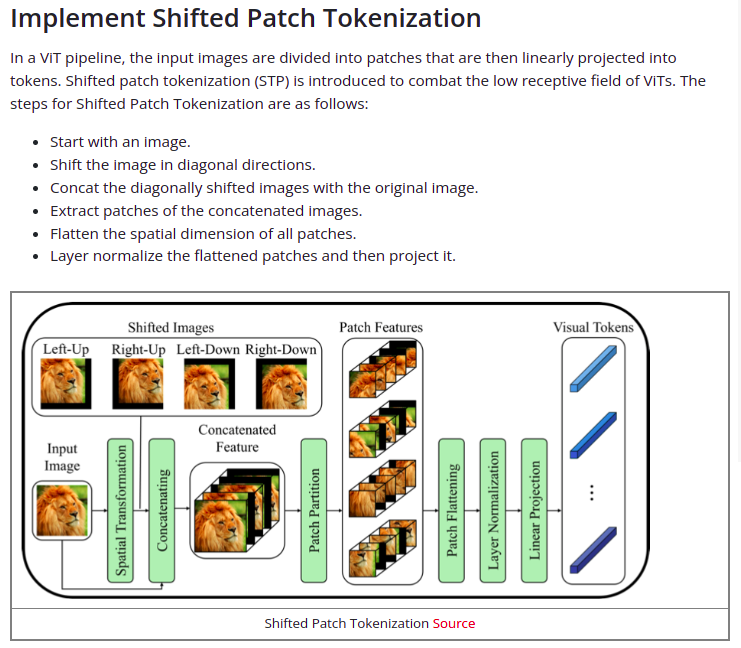 Implement Shifted Patch Tokenization
In a ViT pipeline, the input images are divided into patches that are then linearly projected into
tokens. Shifted patch tokenization (STP) is introduced to combat the low receptive field of ViTs. The
steps for Shifted Patch Tokenization are as follows:
• Start with an image.
• Shift the image in diagonal directions.
• Concat the diagonally shifted images with the original image.
• Extract patches of the concatenated images.
• Flatten the spatial dimension of all patches.
• Layer normalize the flattened patches and then project it.
Shifted Images
Left-Up Right-Up Left-Down Right-Down
Input
Image
Spatial Transformation
Concatenating
Concatenated
Feature
Patch Partition
Patch Features
Patch Flattening
Layer Normalization
Linear Projection
Visual Tokens
Shifted Patch Tokenization Source